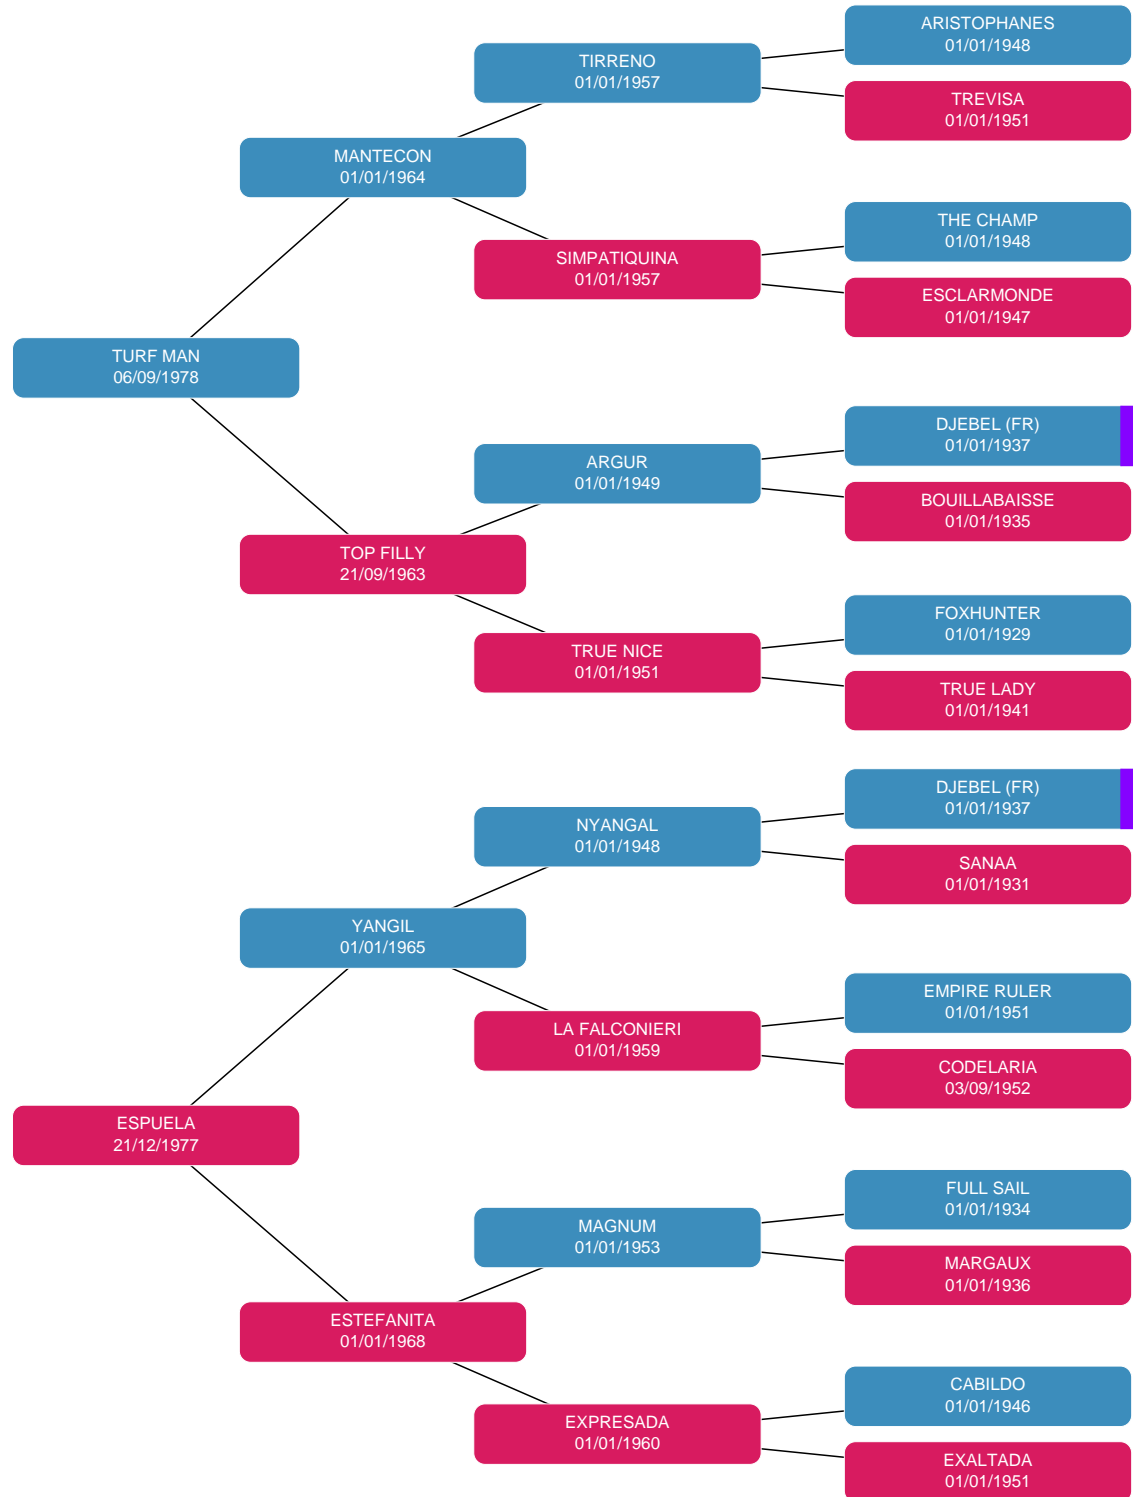 ARISTOPHANES
01/01/1948
TIRRENO
01/01/1957
TREVISA
01/01/1951
MANTECON
01/01/1964
THE CHAMP
01/01/1948
SIMPATIQUINA
01/01/1957
ESCLARMONDE
01/01/1947
TURF MAN
06/09/1978
DJEBEL (FR)
01/01/1937
ARGUR
01/01/1949
BOUILLABAISSE
01/01/1935
TOP FILLY
21/09/1963
FOXHUNTER
01/01/1929
TRUE NICE
01/01/1951
TRUE LADY
01/01/1941
DJEBEL (FR)
01/01/1937
NYANGAL
01/01/1948
SANAA
01/01/1931
YANGIL
01/01/1965
EMPIRE RULER
01/01/1951
LA FALCONIERI
01/01/1959
CODELARIA
03/09/1952
ESPUELA
21/12/1977
FULL SAIL
01/01/1934
MAGNUM
01/01/1953
MARGAUX
01/01/1936
ESTEFANITA
01/01/1968
CABILDO
01/01/1946
EXPRESADA
01/01/1960
EXALTADA
01/01/1951